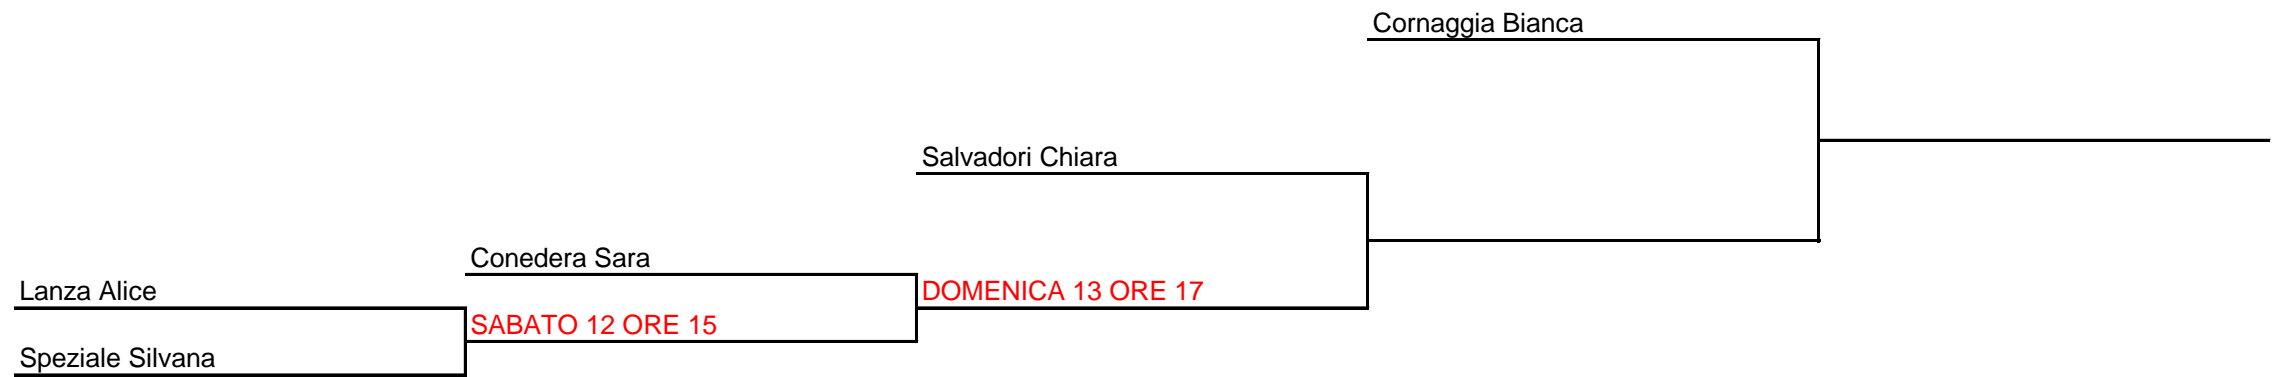 Cornaggia Bianca
Salvadori Chiara
Conedera Sara
Lanza Alice
DOMENICA 13 ORE 17
SABATO 12 ORE 15
Speziale Silvana